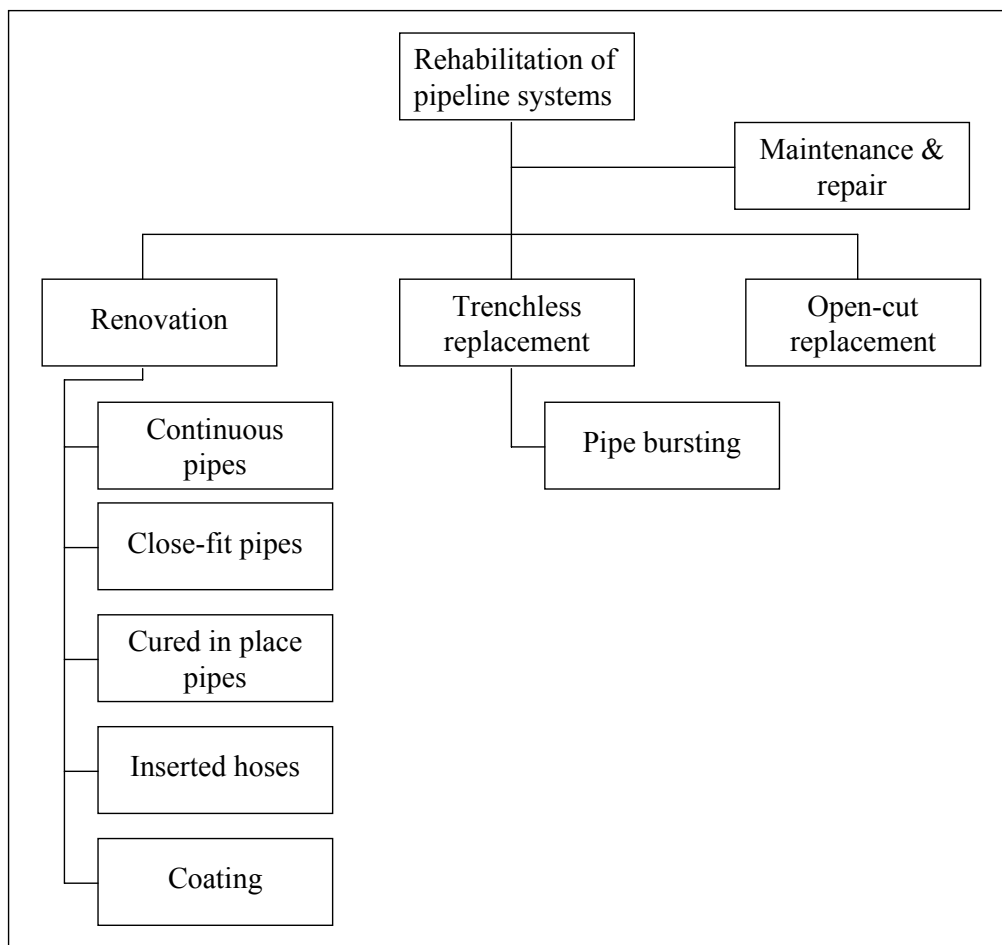 Rehabilitation of
pipeline systems
Maintenance &
repair
Renovation
Trenchless
replacement
Open-cut
replacement
Continuous
pipes
Pipe bursting
Close-fit pipes
Cured in place
pipes
Inserted hoses
Coating